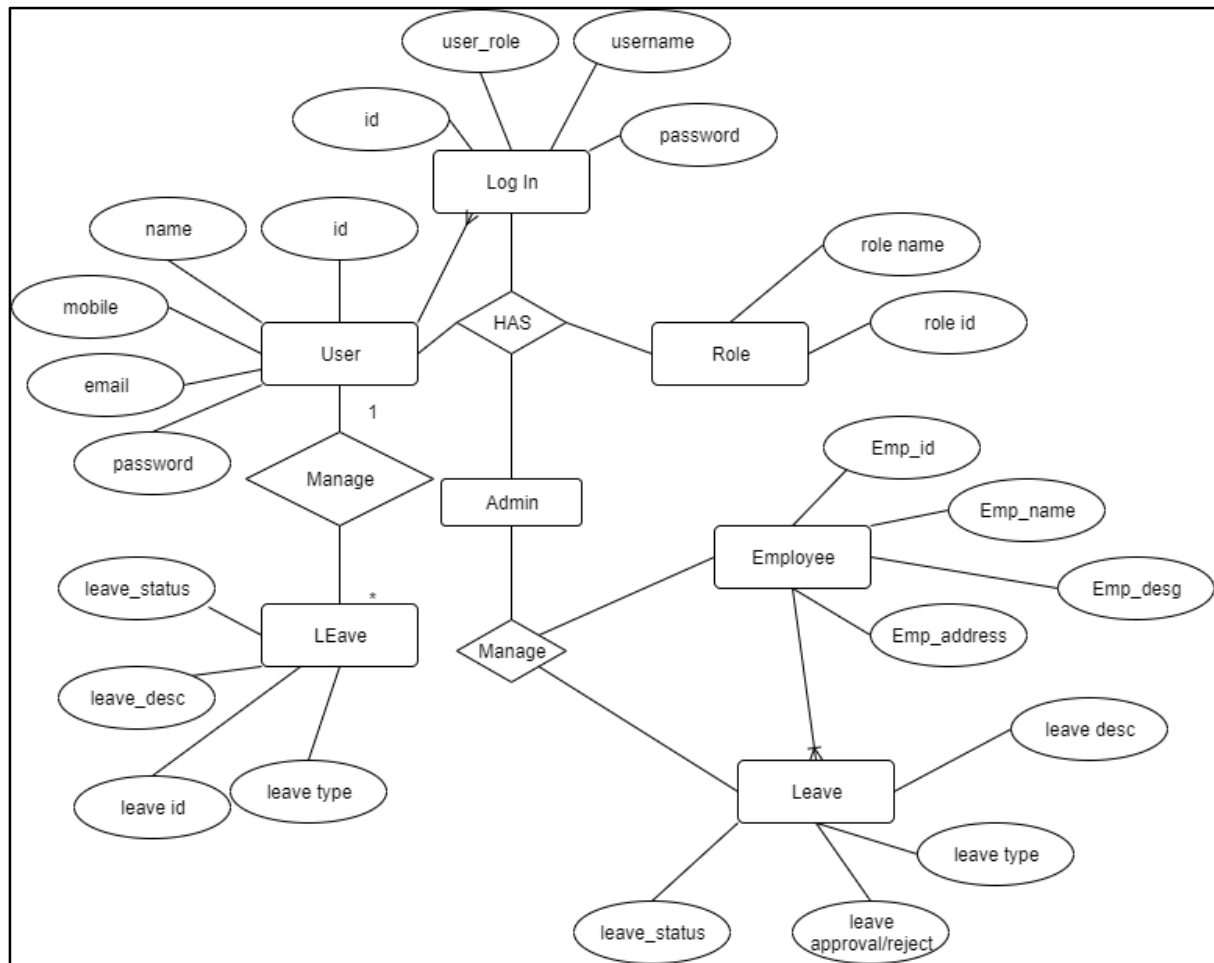 user_role
username
id
password
Log In
name
id
role name
mobile
HAS
role id
User
Role
email
1
password
Manage
Emp_id
Admin
Emp_name
Employee
leave_status
Emp_desg
*
LEave
Emp_address
Manage
leave_desc
leave desc
leave id
leave type
Leave
leave type
leave_status
leave
approval/reject